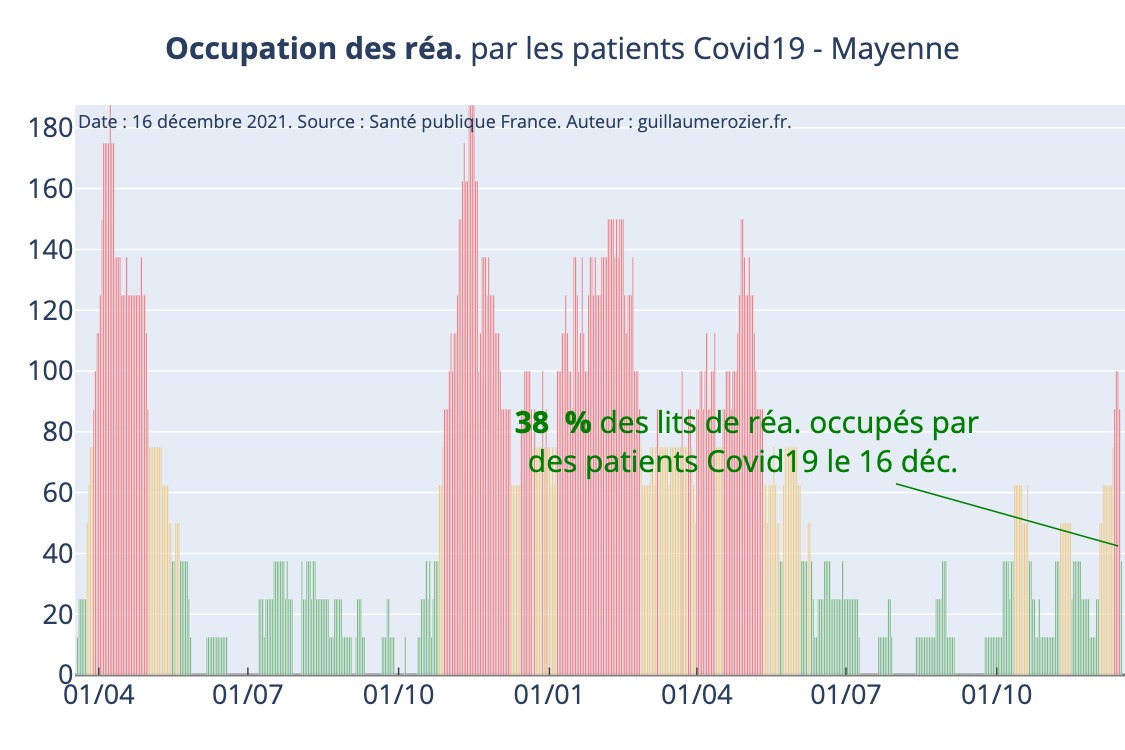 Occupation des réa. par les patients Covid19 - Mayenne
Date : 16 décembre 2021. Source : Santé publique France. Auteur : guillaumerozier.fr.
180
160
140
120
100
80
60
40
20
0
38 % des lits de réa. occupés par
des patients Covid19 le 16 déc.
01/04 01/07 01/10 01/01 01/04 01/07 01/10